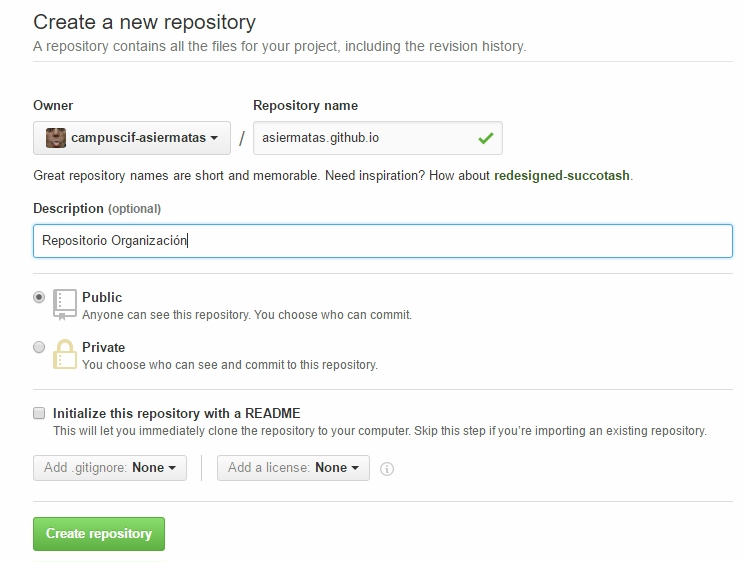 Create a new repository
A repository contains all the files for your project, including the revision history.
Owner
Repository name
campuscif-asiermatas
/
asiermatas.github.io
Great repository names are short and memorable. Need inspiration? How about redesigned-succotash.
Description (optional)
Repositorio Organización
Public
Anyone can see this repository. You choose who can commit.
Private
You choose who can see and commit to this repository.
Initialize this repository with a README
This will let you immediately clone the repository to your computer. Skip this step if you’re importing an existing repository.
Add .gitignore: None
Add a license: None
Create repository